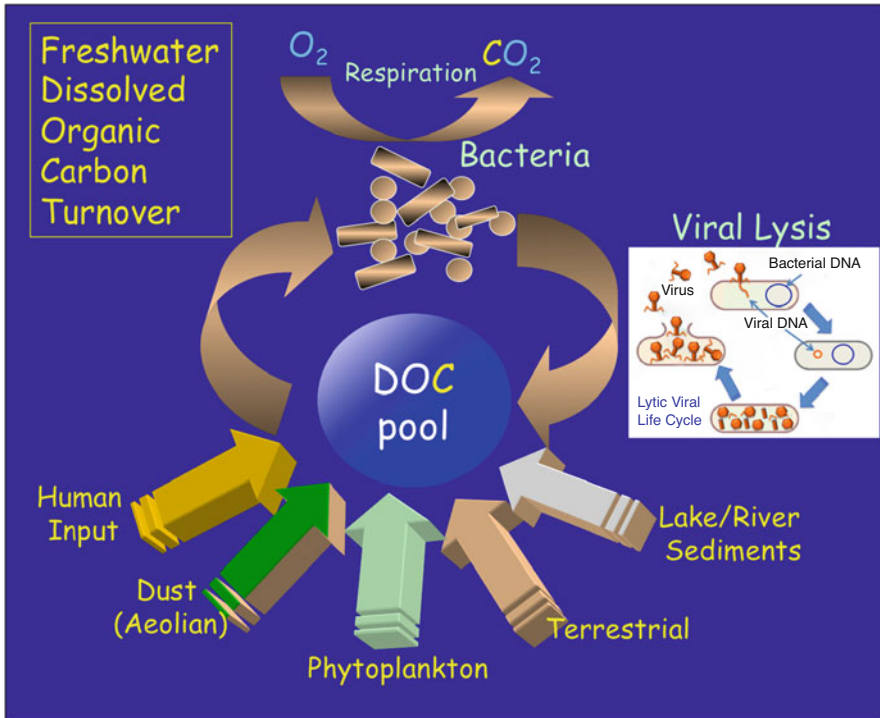 Freshwater
Dissolved
Organic
Carbon
Turnover
O2
Respiration
CO2
Bacteria
Viral Lysis
Bacterial DNA
Virus
Viral DNA
Lytic Viral
Life Cycle
DOC
pool
Human
Input
Dust
(Aeolian)
Phytoplankton
Terrestrial
Lake/River
Sediments